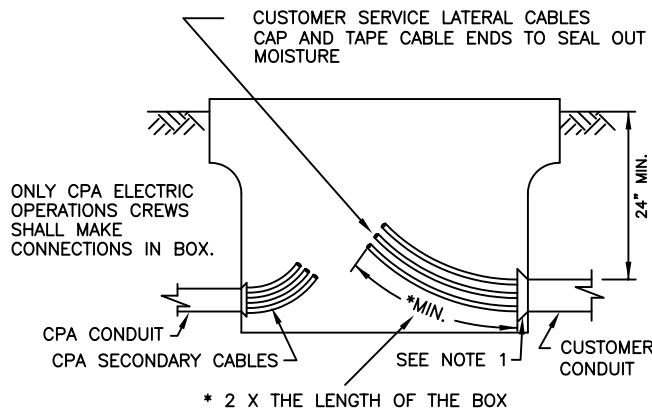 CUSTOMER SERVICE LATERAL CABLES
CAP AND TAPE CABLE ENDS TO SEAL OUT
MOISTURE
24" MIN.
ONLY CPA ELECTRIC
OPERATIONS CREWS
SHALL MAKE
CONNECTIONS IN BOX.
*MIN.
CPA CONDUIT
CPA SECONDARY CABLES
SEE NOTE 1
CUSTOMER
CONDUIT
* 2 X THE LENGTH OF THE BOX